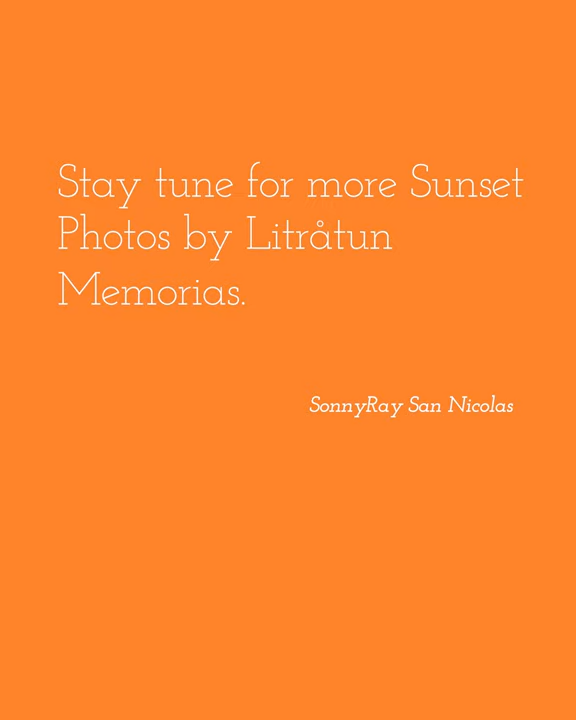 Stay tune for more Sunset
Photos by Litråtun
Memorias.
SonnyRay San Nicolas